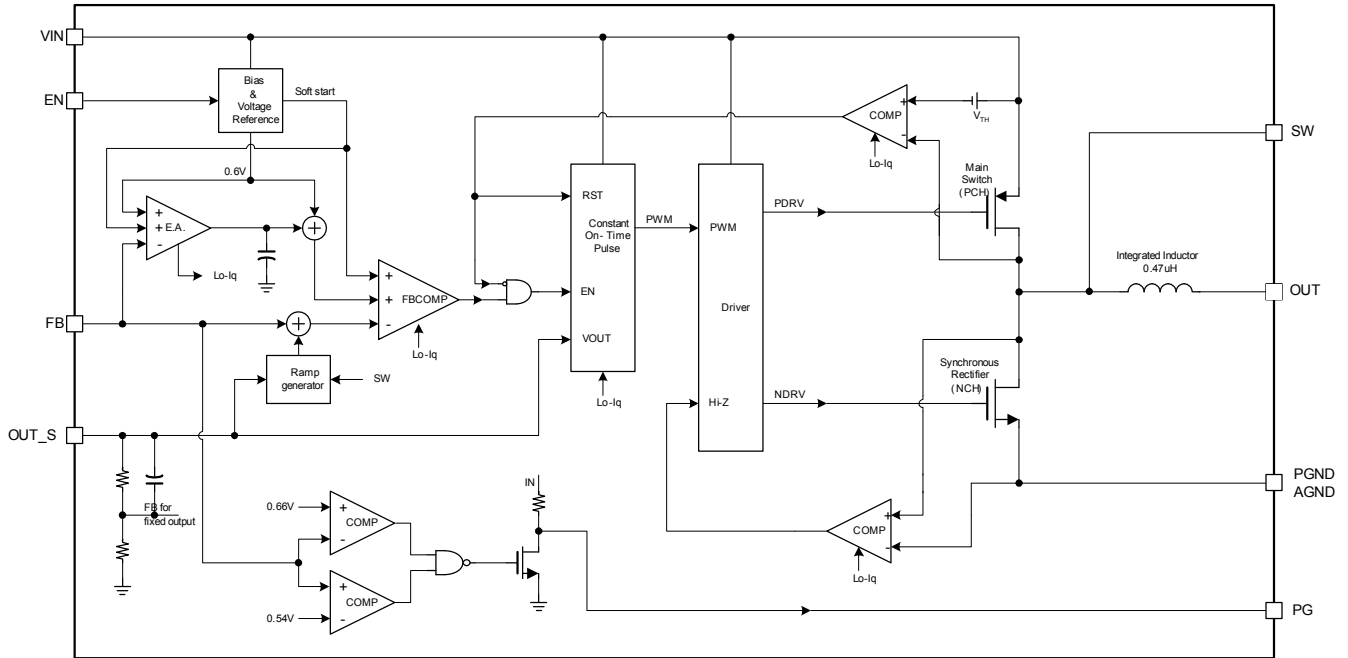 VIN
EN
Bias
&
Voltage
Reference
Soft start
0.6V
+
+
-
E.A.
+
Lo-Iq
FB
+
+
+
-
FBCOMP
Lo-Iq
Ramp
generator
SW
OUT_S
FB for
fixed output
0.66V
+
-
COMP
+
-
COMP
0.54V
IN
RST
Constant
On- Time
Pulse
EN
VOUT
Lo-Iq
PWM
PWM
Driver
Hi-Z
PDRV
NDRV
+
-
COMP
Lo-Iq
VTH
Main
Switch
(PCH)
Synchronous
Rectifier
(NCH)
+
-
COMP
Lo-Iq
Integrated Inductor
0.47uH
SW
OUT
PGND
AGND
PG